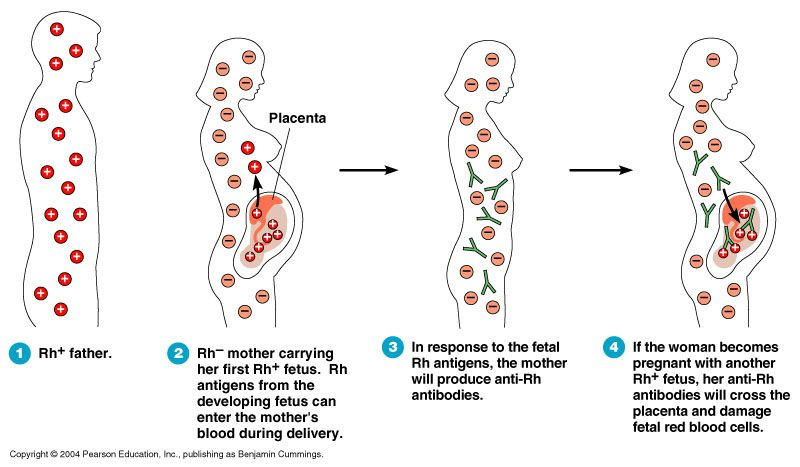 Placenta
1 Rh+ father.
2 Rh– mother carrying
her first Rh+ fetus. Rh
antigens from the
developing fetus can
enter the mother's
blood during delivery.
3 In response to the fetal
Rh antigens, the mother
will produce anti-Rh
antibodies.
4 If the woman becomes
pregnant with another
Rh+ fetus, her anti-Rh
antibodies will cross the
placenta and damage
fetal red blood cells.
Copyright © 2004 Pearson Education, Inc., publishing as Benjamin Cummings.